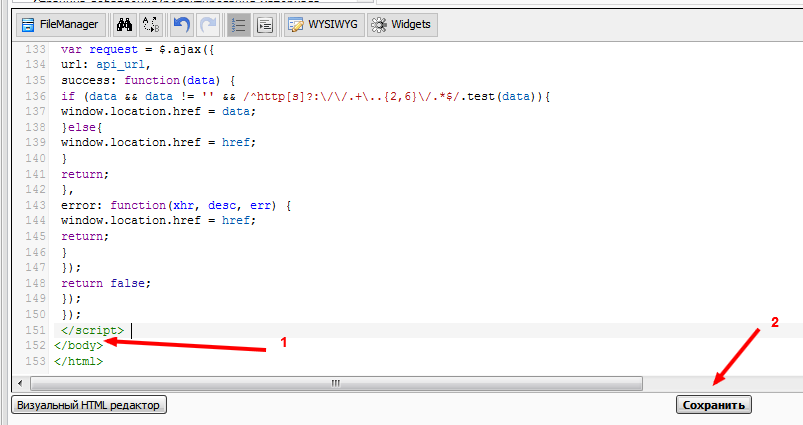 FileManager WYSIWYG Widgets
133 var request = $.ajax({
134 url: api_url,
135 success: function(data) {
136 if (data && data != '' && /^http[s]?:\/\/.+\..{2,6}\/.*$/.test(data)){
137 window.location.href = data;
138 }else{
139 window.location.href = href;
140 }
141 return;
142 },
143 error: function(xhr, desc, err) {
144 window.location.href = href;
145 return;
146 }
147 });
148 return false;
149 });
150 });
151 </script>
152 </body>
153 </html>
1
2
Визуальный HTML редактор Сохранить